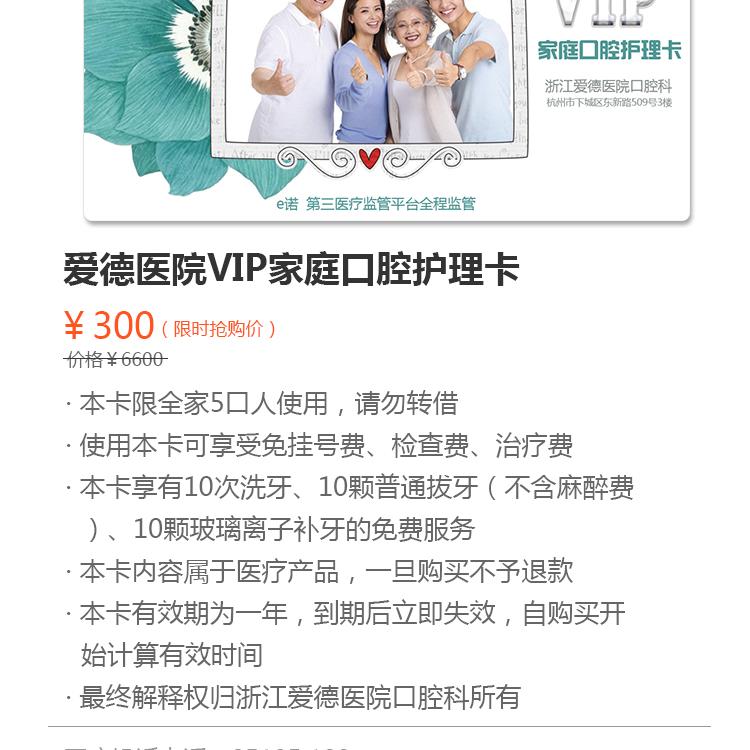 VIP
家庭口腔护理卡
浙江爱德医院口腔科
杭州市下城区东新路509号3楼
e诺 第三医疗监管平台全程监管
爱德医院VIP家庭口腔护理卡
¥ 300（限时抢购价）
价格¥6600
· 本卡限全家5口人使用，请勿转借
· 使用本卡可享受免挂号费、检查费、治疗费
· 本卡享有10次洗牙、10颗普通拔牙（不含麻醉费
）、10颗玻璃离子补牙的免费服务
· 本卡内容属于医疗产品，一旦购买不予退款
· 本卡有效期为一年，到期后立即失效，自购买开
始计算有效时间
· 最终解释权归浙江爱德医院口腔科所有